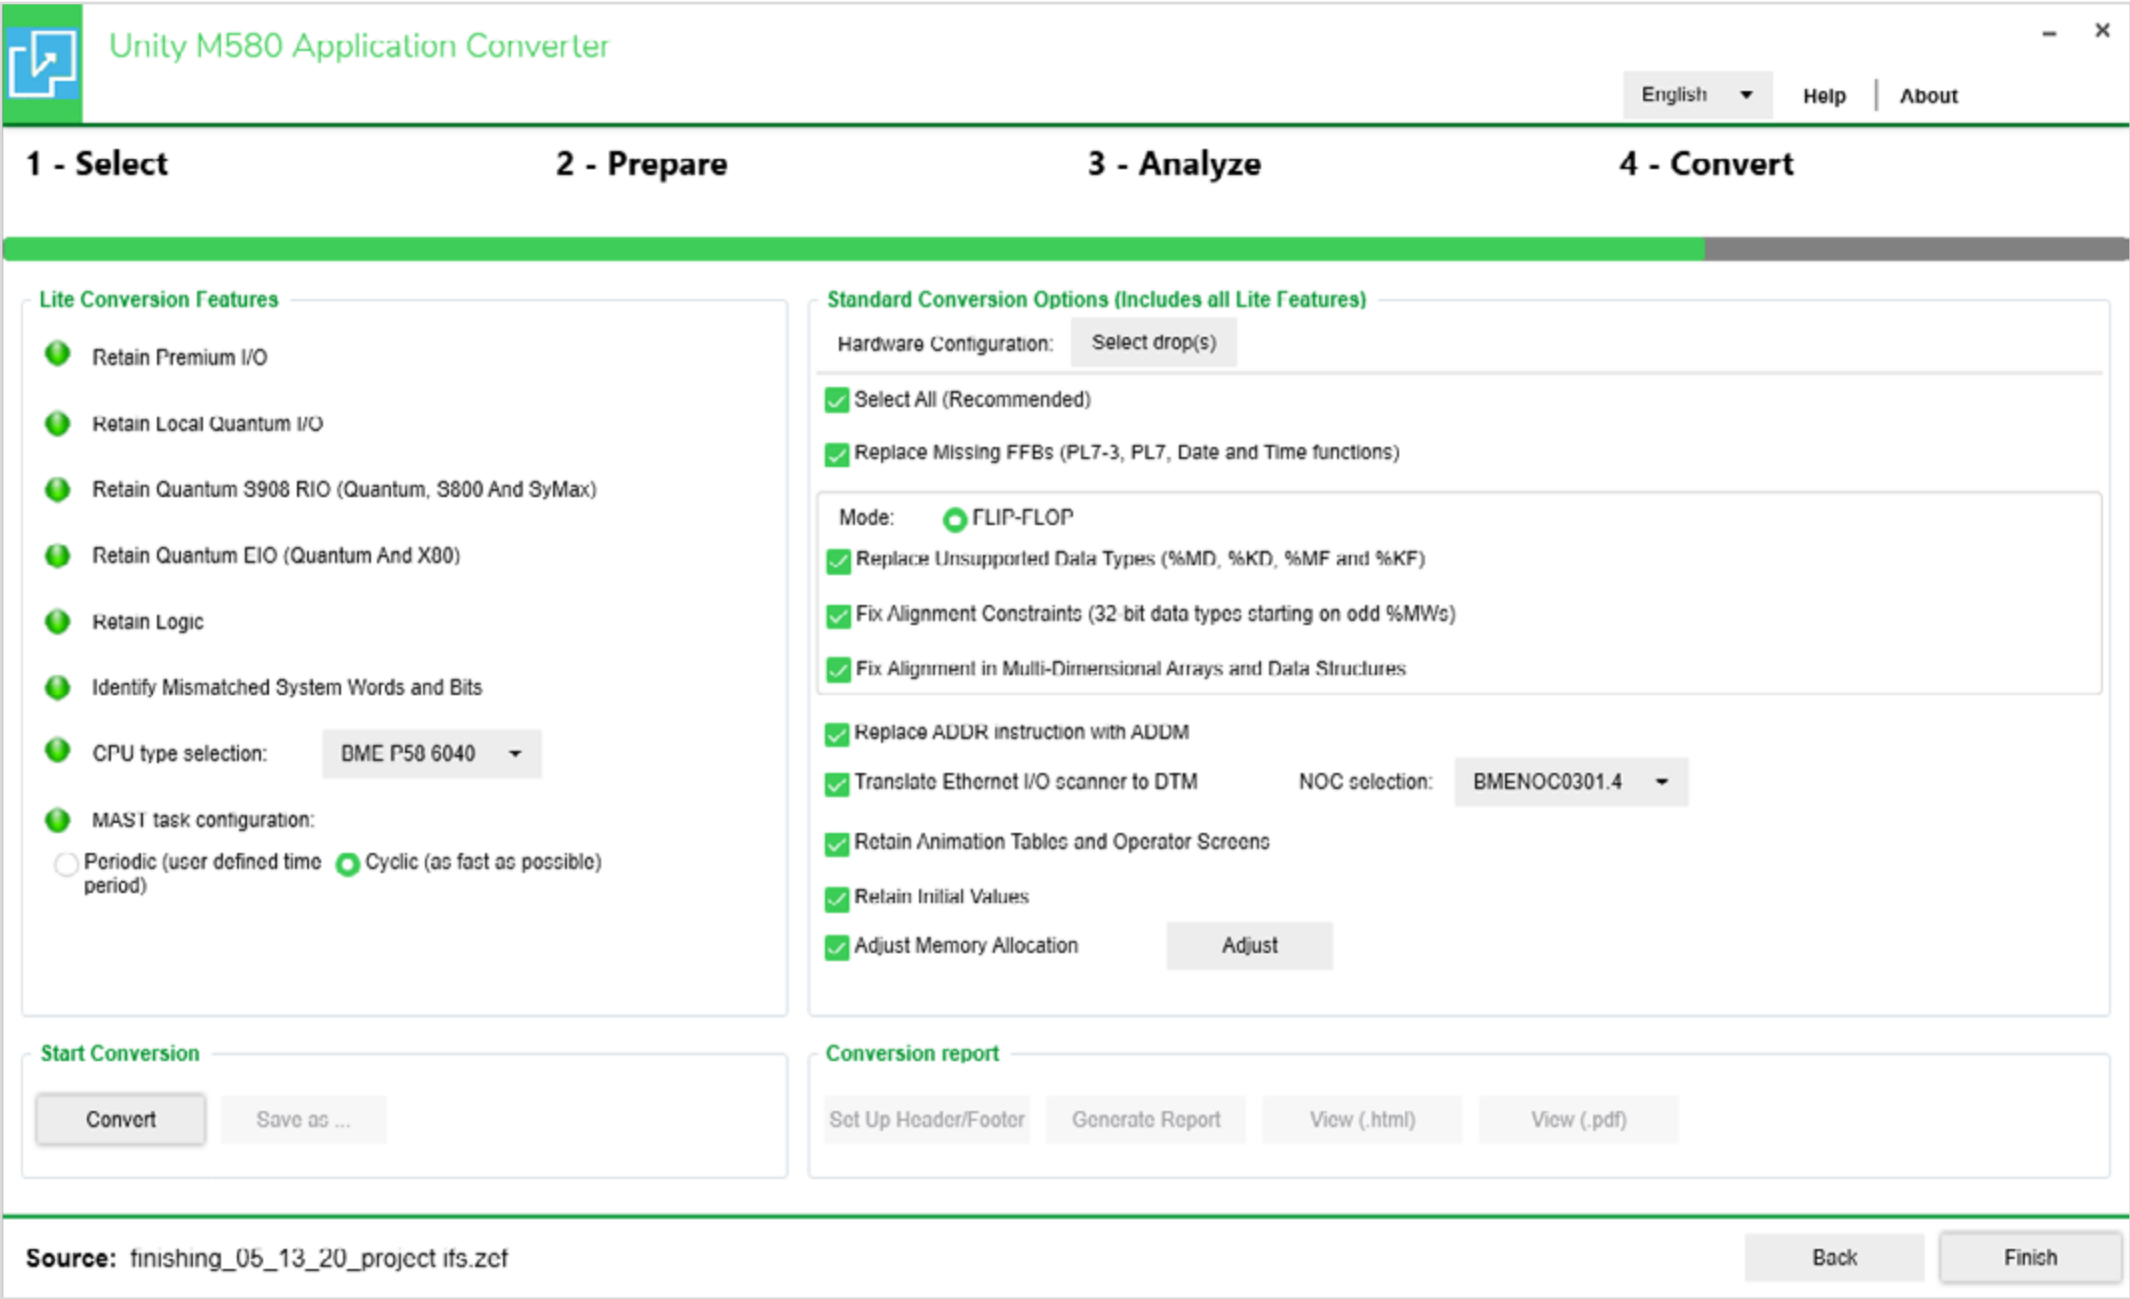 Unity M580 Application Converter
English
Help
About
1 - Select
2 - Prepare
3 - Analyze
4 - Convert
Lite Conversion Features
Retain Premium I/O
Retain Local Quantum I/O
Retain Quantum S908 RIO (Quantum, S800 And SyMax)
Retain Quantum EIO (Quantum And X80)
Retain Logic
Identify Mismatched System Words and Bits
CPU type selection: BME P58 6040
MAST task configuration:
Periodic (user defined time
period)
Cyclic (as fast as possible)
Standard Conversion Options (Includes all Lite Features)
Hardware Configuration: Select drop(s)
Select All (Recommended)
Replace Missing FFBs (PL7-3, PL7, Date and Time functions)
Mode: FLIP-FLOP
Replace Unsupported Data Types (%MD, %KD, %MF and %KF)
Fix Alignment Constraints (32-bit data types starting on odd %MWs)
Fix Alignment in Multi-Dimensional Arrays and Data Structures
Replace ADDR instruction with ADDM
Translate Ethernet I/O scanner to DTM NOC selection: BMENOC0301.4
Retain Animation Tables and Operator Screens
Retain Initial Values
Adjust Memory Allocation Adjust
Start Conversion
Convert Save as ...
Conversion report
Set Up Header/Footer Generate Report View (.html) View (.pdf)
Source: finishing_05_13_20_project ifs.zef
Back Finish